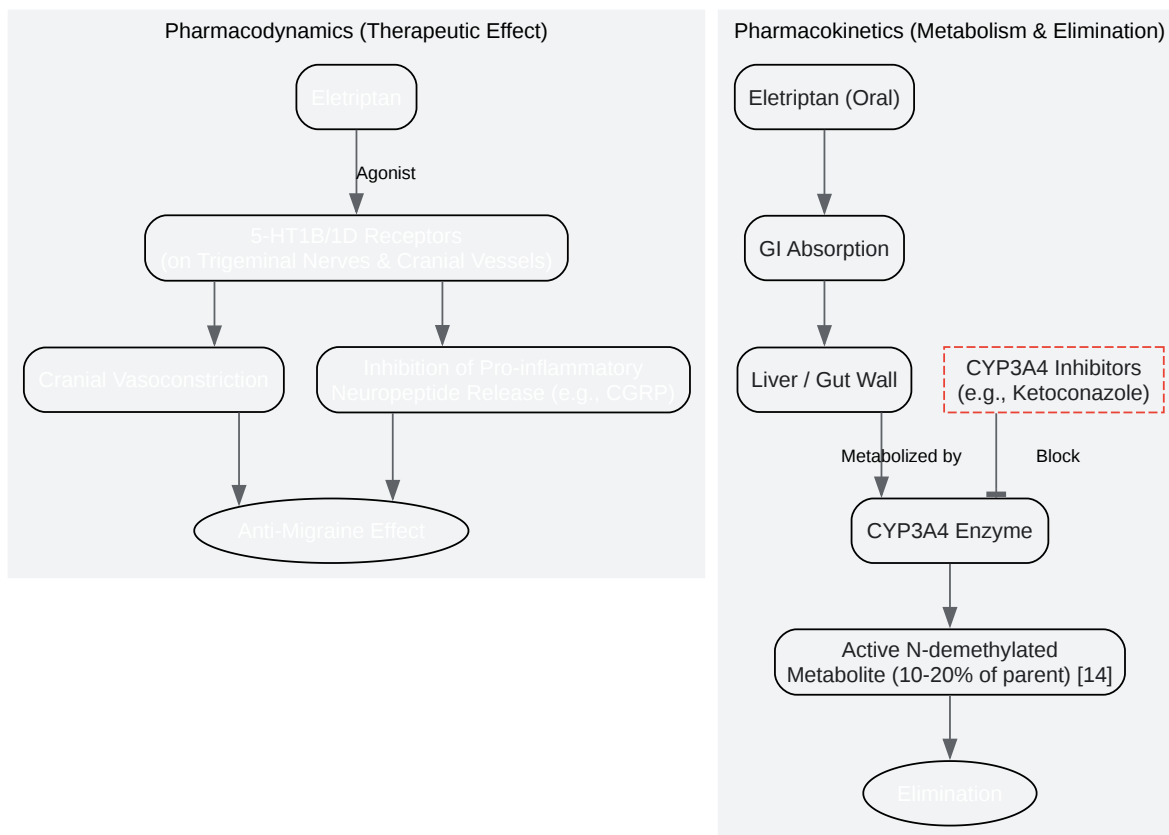 Pharmacodynamics (Therapeutic Effect)
Eletriptan
Agonist
5-HT1B/1D Receptors
(on Trigeminal Nerves & Cranial Vessels)
Cranial Vasoconstriction
Inhibition of Pro-inflammatory
Neuropeptide Release (e.g., CGRP)
Anti-Migraine Effect
Pharmacokinetics (Metabolism & Elimination)
Eletriptan (Oral)
GI Absorption
Liver / Gut Wall
CYP3A4 Inhibitors
(e.g., Ketoconazole)
Metabolized by
Block
CYP3A4 Enzyme
Active N-demethylated
Metabolite (10-20% of parent) [14]
Elimination